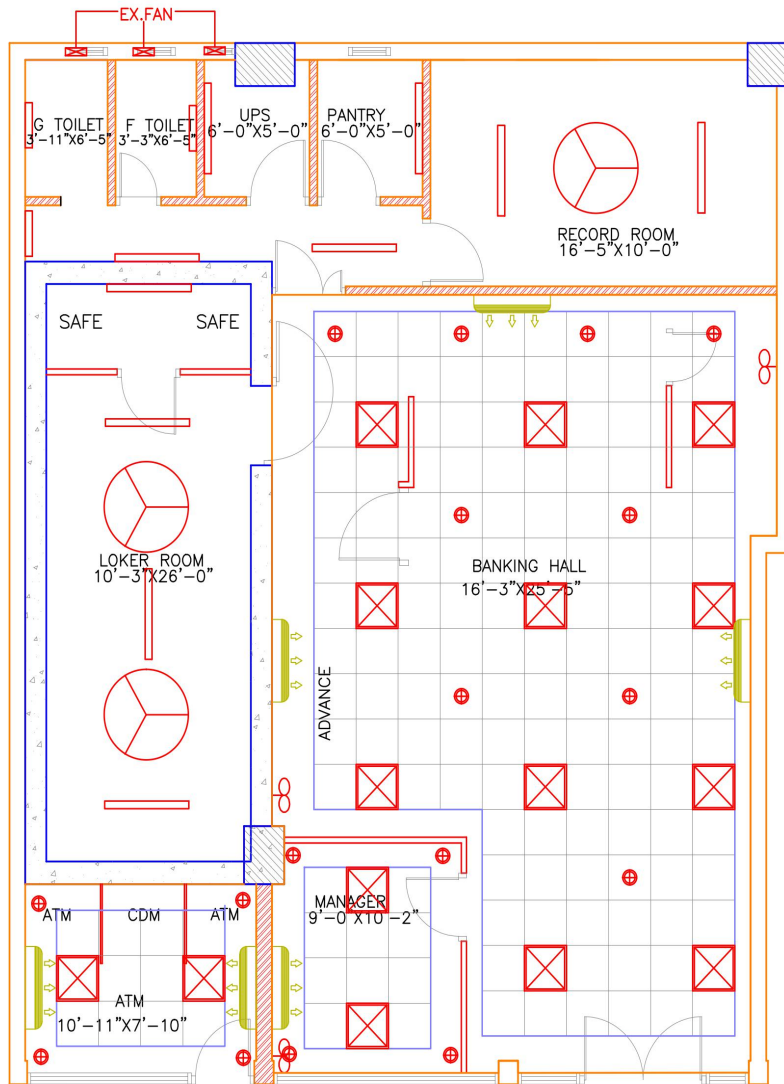 EX.FAN
G TOILET
3'-11"X6'-5"
F TOILET
3'-3"X6'-5"
UPS
6'-0"X5'-0"
PANTRY
6'-0"X5'-0"
RECORD ROOM
16'-5"X10'-0"
SAFE
SAFE
LOKER ROOM
10'-3"X26'-0"
BANKING HALL
16'-3"X25'-5"
ADVANCE
MANAGER
9'-0"X10'-2"
ATM
CDM
ATM
ATM
10'-11"X7'-10"